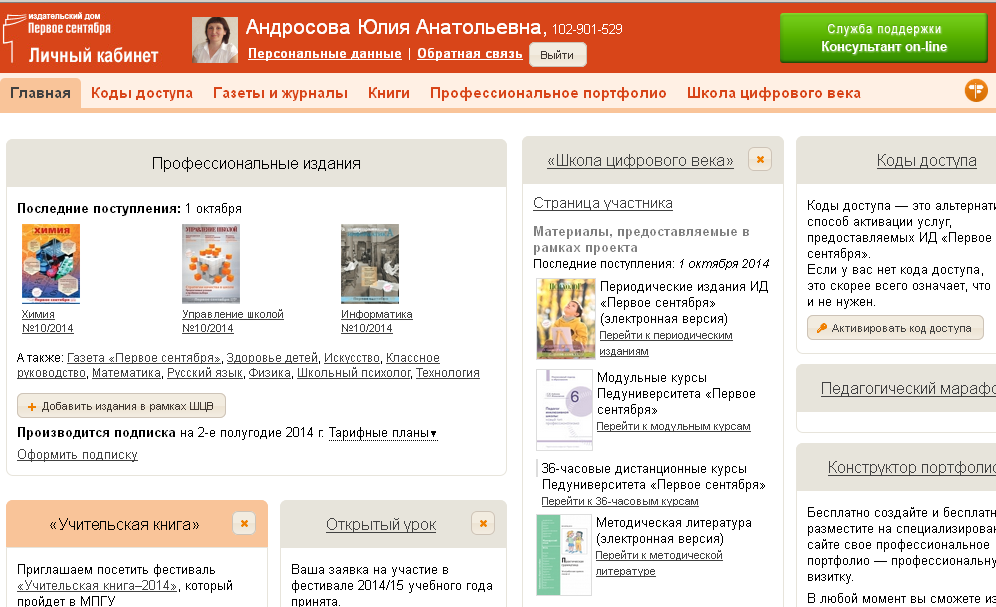 издательский дом
Первое сентября
Личный кабинет
Андросова Юлия Анатольевна, 102-901-529
Персональные данные | Обратная связь Выйти
Служба поддержки
Консультант on-line
Главная Коды доступа Газеты и журналы Книги Профессиональное портфолио Школа цифрового века
Профессиональные издания
Последние поступления: 1 октября
ХИМИЯ
УПРАВЛЕНИЕ ШКОЛОЙ
Химия
№10/2014
Управление школой
№10/2014
Информатика
№10/2014
А также: Газета «Первое сентября», Здоровье детей, Искусство, Классное
руководство, Математика, Русский язык, Физика, Школьный психолог, Технология
+ Добавить издания в рамках ШЦВ
Производится подписка на 2-е полугодие 2014 г. Тарифные планы▼
Оформить подписку
«Учительская книга»
Приглашаем посетить фестиваль
«Учительская книга–2014», который
пройдет в МПГУ
Открытый урок
Ваша заявка на участие в
фестивале 2014/15 учебного года
принята.
«Школа цифрового века»
Страница участника
Материалы, предоставляемые в
рамках проекта
Последние поступления: 1 октября 2014
Периодические издания ИД
«Первое сентября»
(электронная версия)
Перейти к периодическим
изданиям
6
Модульные курсы
Педуниверситета «Первое
сентября»
Перейти к модульным курсам
36-часовые дистанционные курсы
Педуниверситета «Первое сентября»
Перейти к 36-часовым курсам
Методическая литература
(электронная версия)
Перейти к методической
литературе
Коды доступа
Коды доступа — это альтернати
способ активации услуг,
предоставляемых ИД «Первое
сентября».
Если у вас нет кода доступа,
это скорее всего означает, что
и не нужен.
Активировать код доступа
Педагогический марафо
Конструктор портфолио
Бесплатно создайте и бесплатн
разместите на специализирова
сайте свое профессиональное
портфолио — профессиональну
визитку.
В любой момент вы сможете из